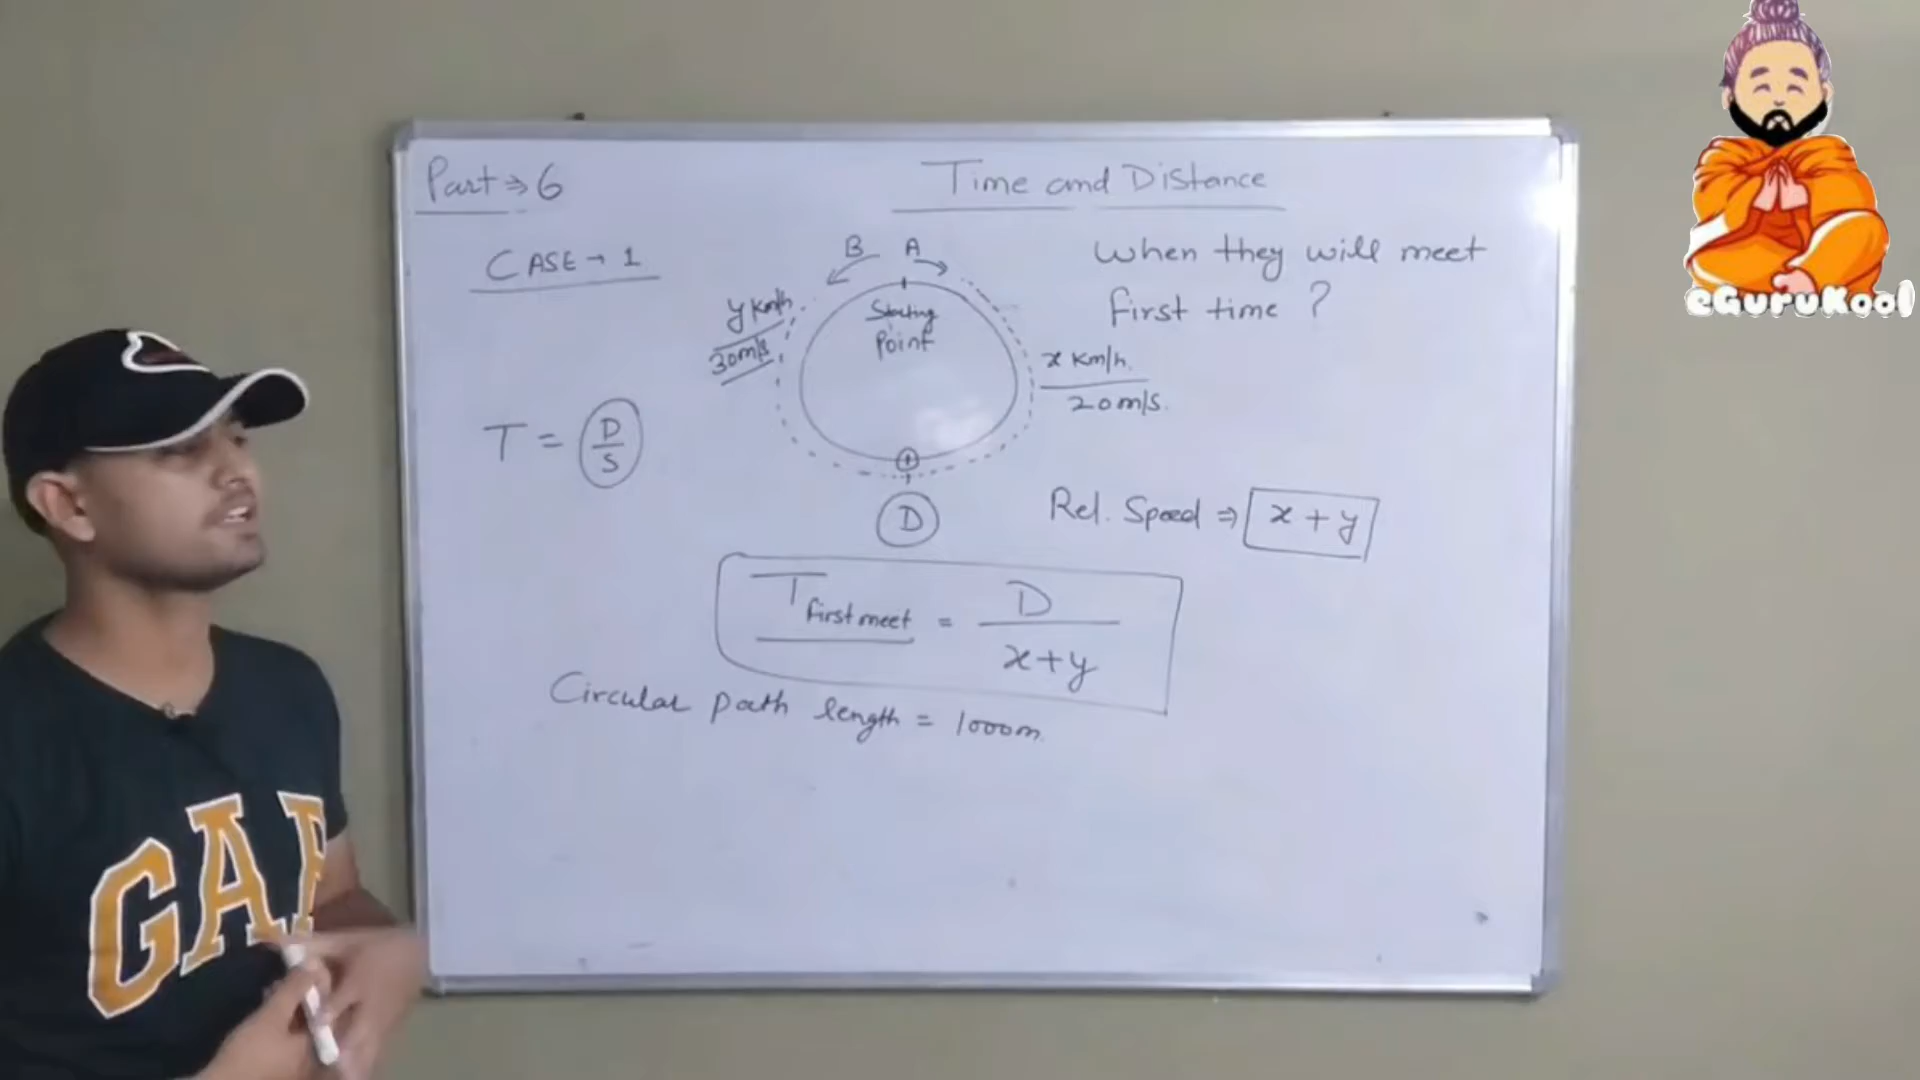 Part ⇒ 6
Time and Distance
CASE → 1
B A
When they will meet
first time ?
y Km/h
30m/s
Starting
Point
x Km/h.
20m/s.
T = D/S
D
Rel. Speed ⇒ x + y
T first meet = D / x+y
Circular path length = 1000m.
GAP
eGuruKool